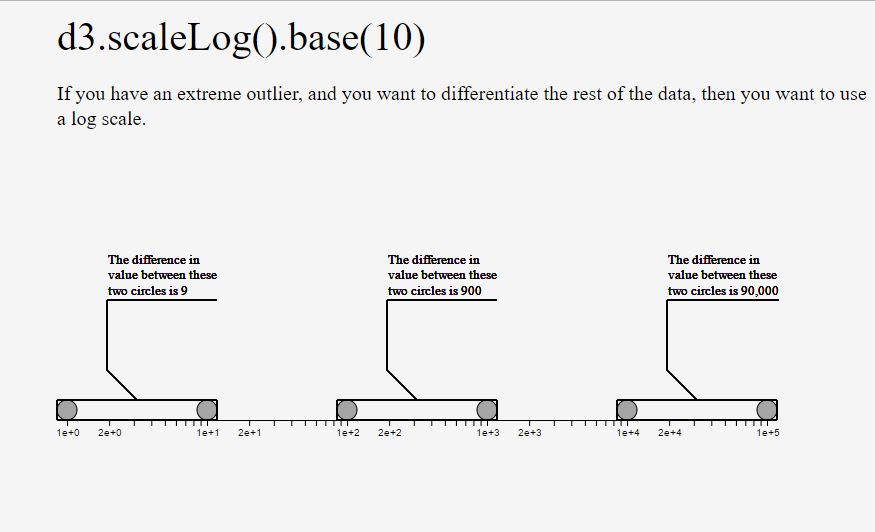 d3.scaleLog().base(10)
If you have an extreme outlier, and you want to differentiate the rest of the data, then you want to use
a log scale.
The difference in
value between these
two circles is 9
The difference in
value between these
two circles is 900
The difference in
value between these
two circles is 90,000
1e+0 2e+0 1e+1 2e+1 1e+2 2e+2 1e+3 2e+3 1e+4 2e+4 1e+5